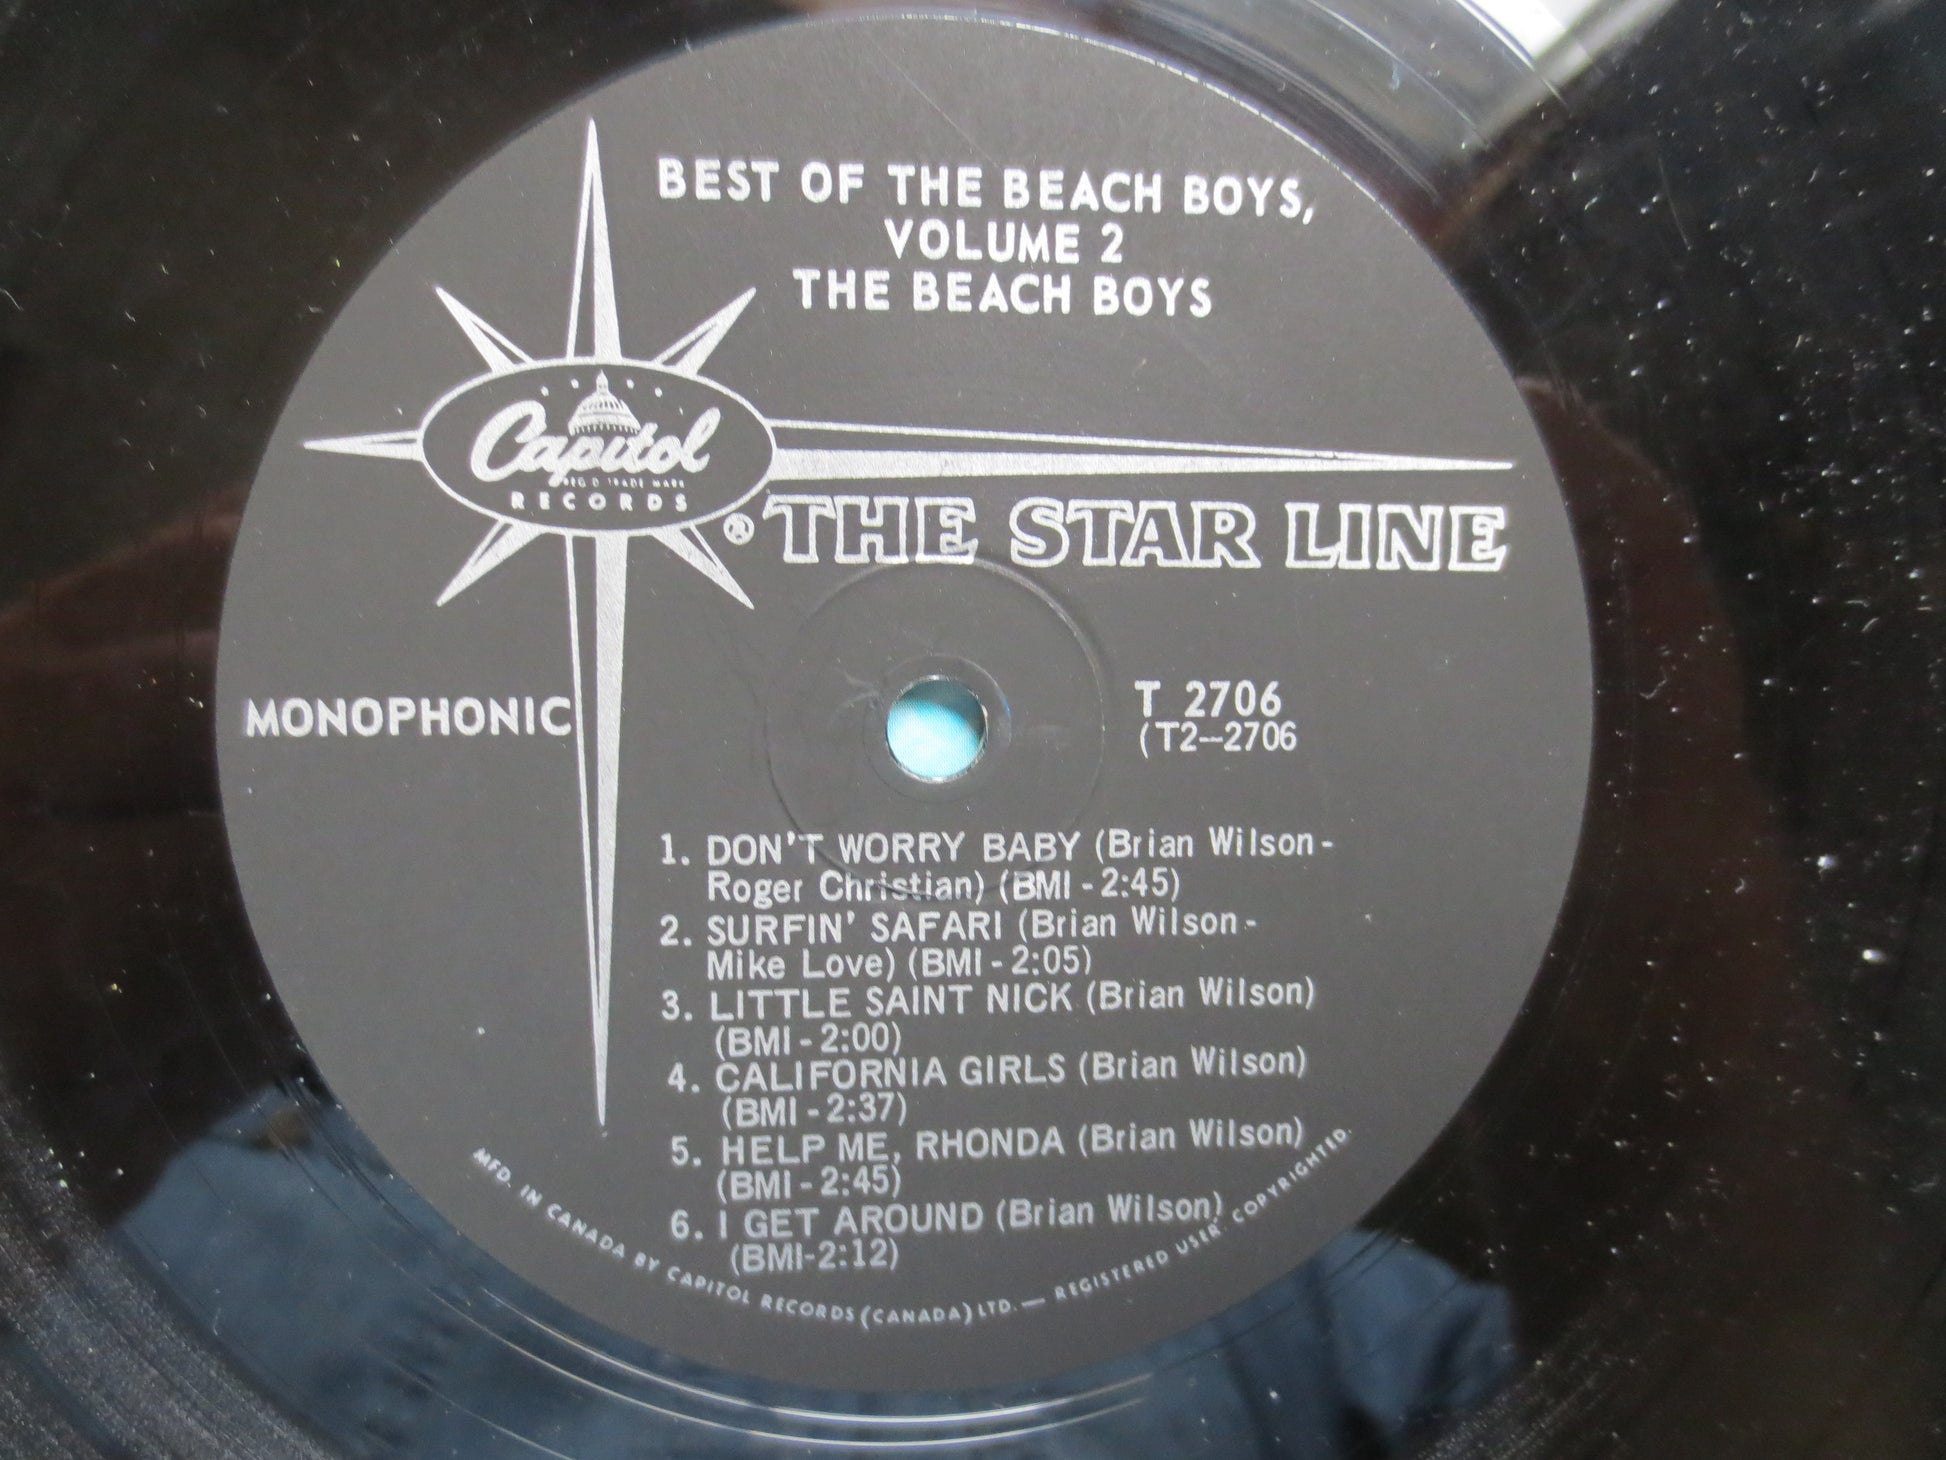 BEST OF THE BEACH BOYS,
VOLUME 2
THE BEACH BOYS
Capitol
REG'D TRADE MARK
RECORDS
® THE STAR LINE
MONOPHONIC
T 2706
(T2—2706
1. DON'T WORRY BABY (Brian Wilson-
Roger Christian) (BMI - 2:45)
2. SURFIN' SAFARI (Brian Wilson-
Mike Love) (BMI - 2:05)
3. LITTLE SAINT NICK (Brian Wilson)
(BMI - 2:00)
4. CALIFORNIA GIRLS (Brian Wilson)
(BMI - 2:37)
5. HELP ME, RHONDA (Brian Wilson)
(BMI - 2:45)
6. I GET AROUND (Brian Wilson)
(BMI-2:12)
MFD. IN CANADA BY CAPITOL RECORDS (CANADA) LTD. — REGISTERED USER. COPYRIGHTED.